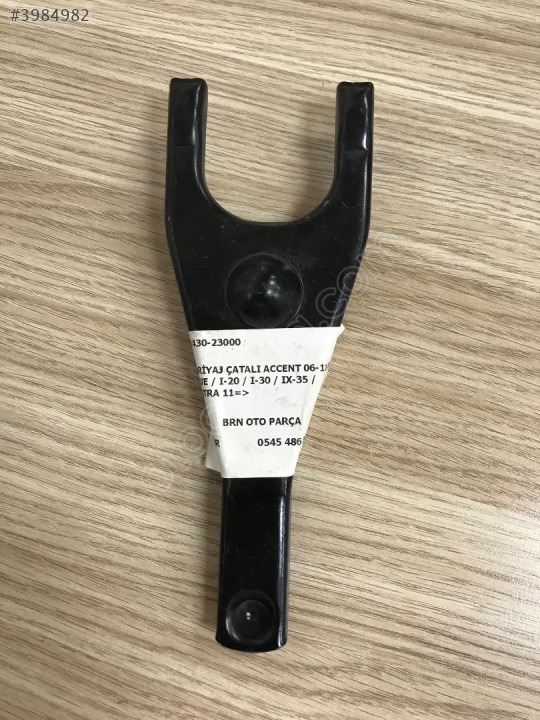 #3984982
430-23000
RİYAJ ÇATALI ACCENT 06-1
UE / I-20 / I-30 / IX-35 /
TRA 11=>
BRN OTO PARÇA
R 0545 486